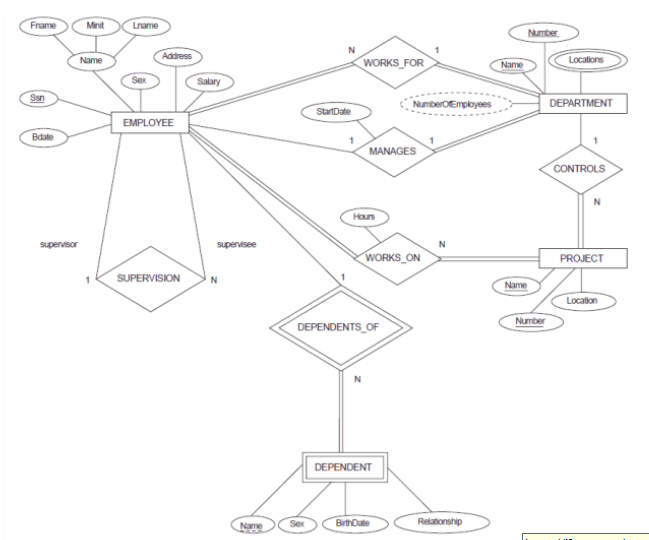 Fname
Minit
Lname
Number
Name
Address
N
1
WORKS_FOR
Name
Locations
Sex
Salary
Ssn
NumberOfEmployees
DEPARTMENT
StartDate
EMPLOYEE
Bdate
1
1
MANAGES
1
CONTROLS
N
Hours
supervisor
supervisee
N
WORKS_ON
PROJECT
1
SUPERVISION
N
1
Name
Location
Number
DEPENDENTS_OF
N
DEPENDENT
Name
Sex
BirthDate
Relationship